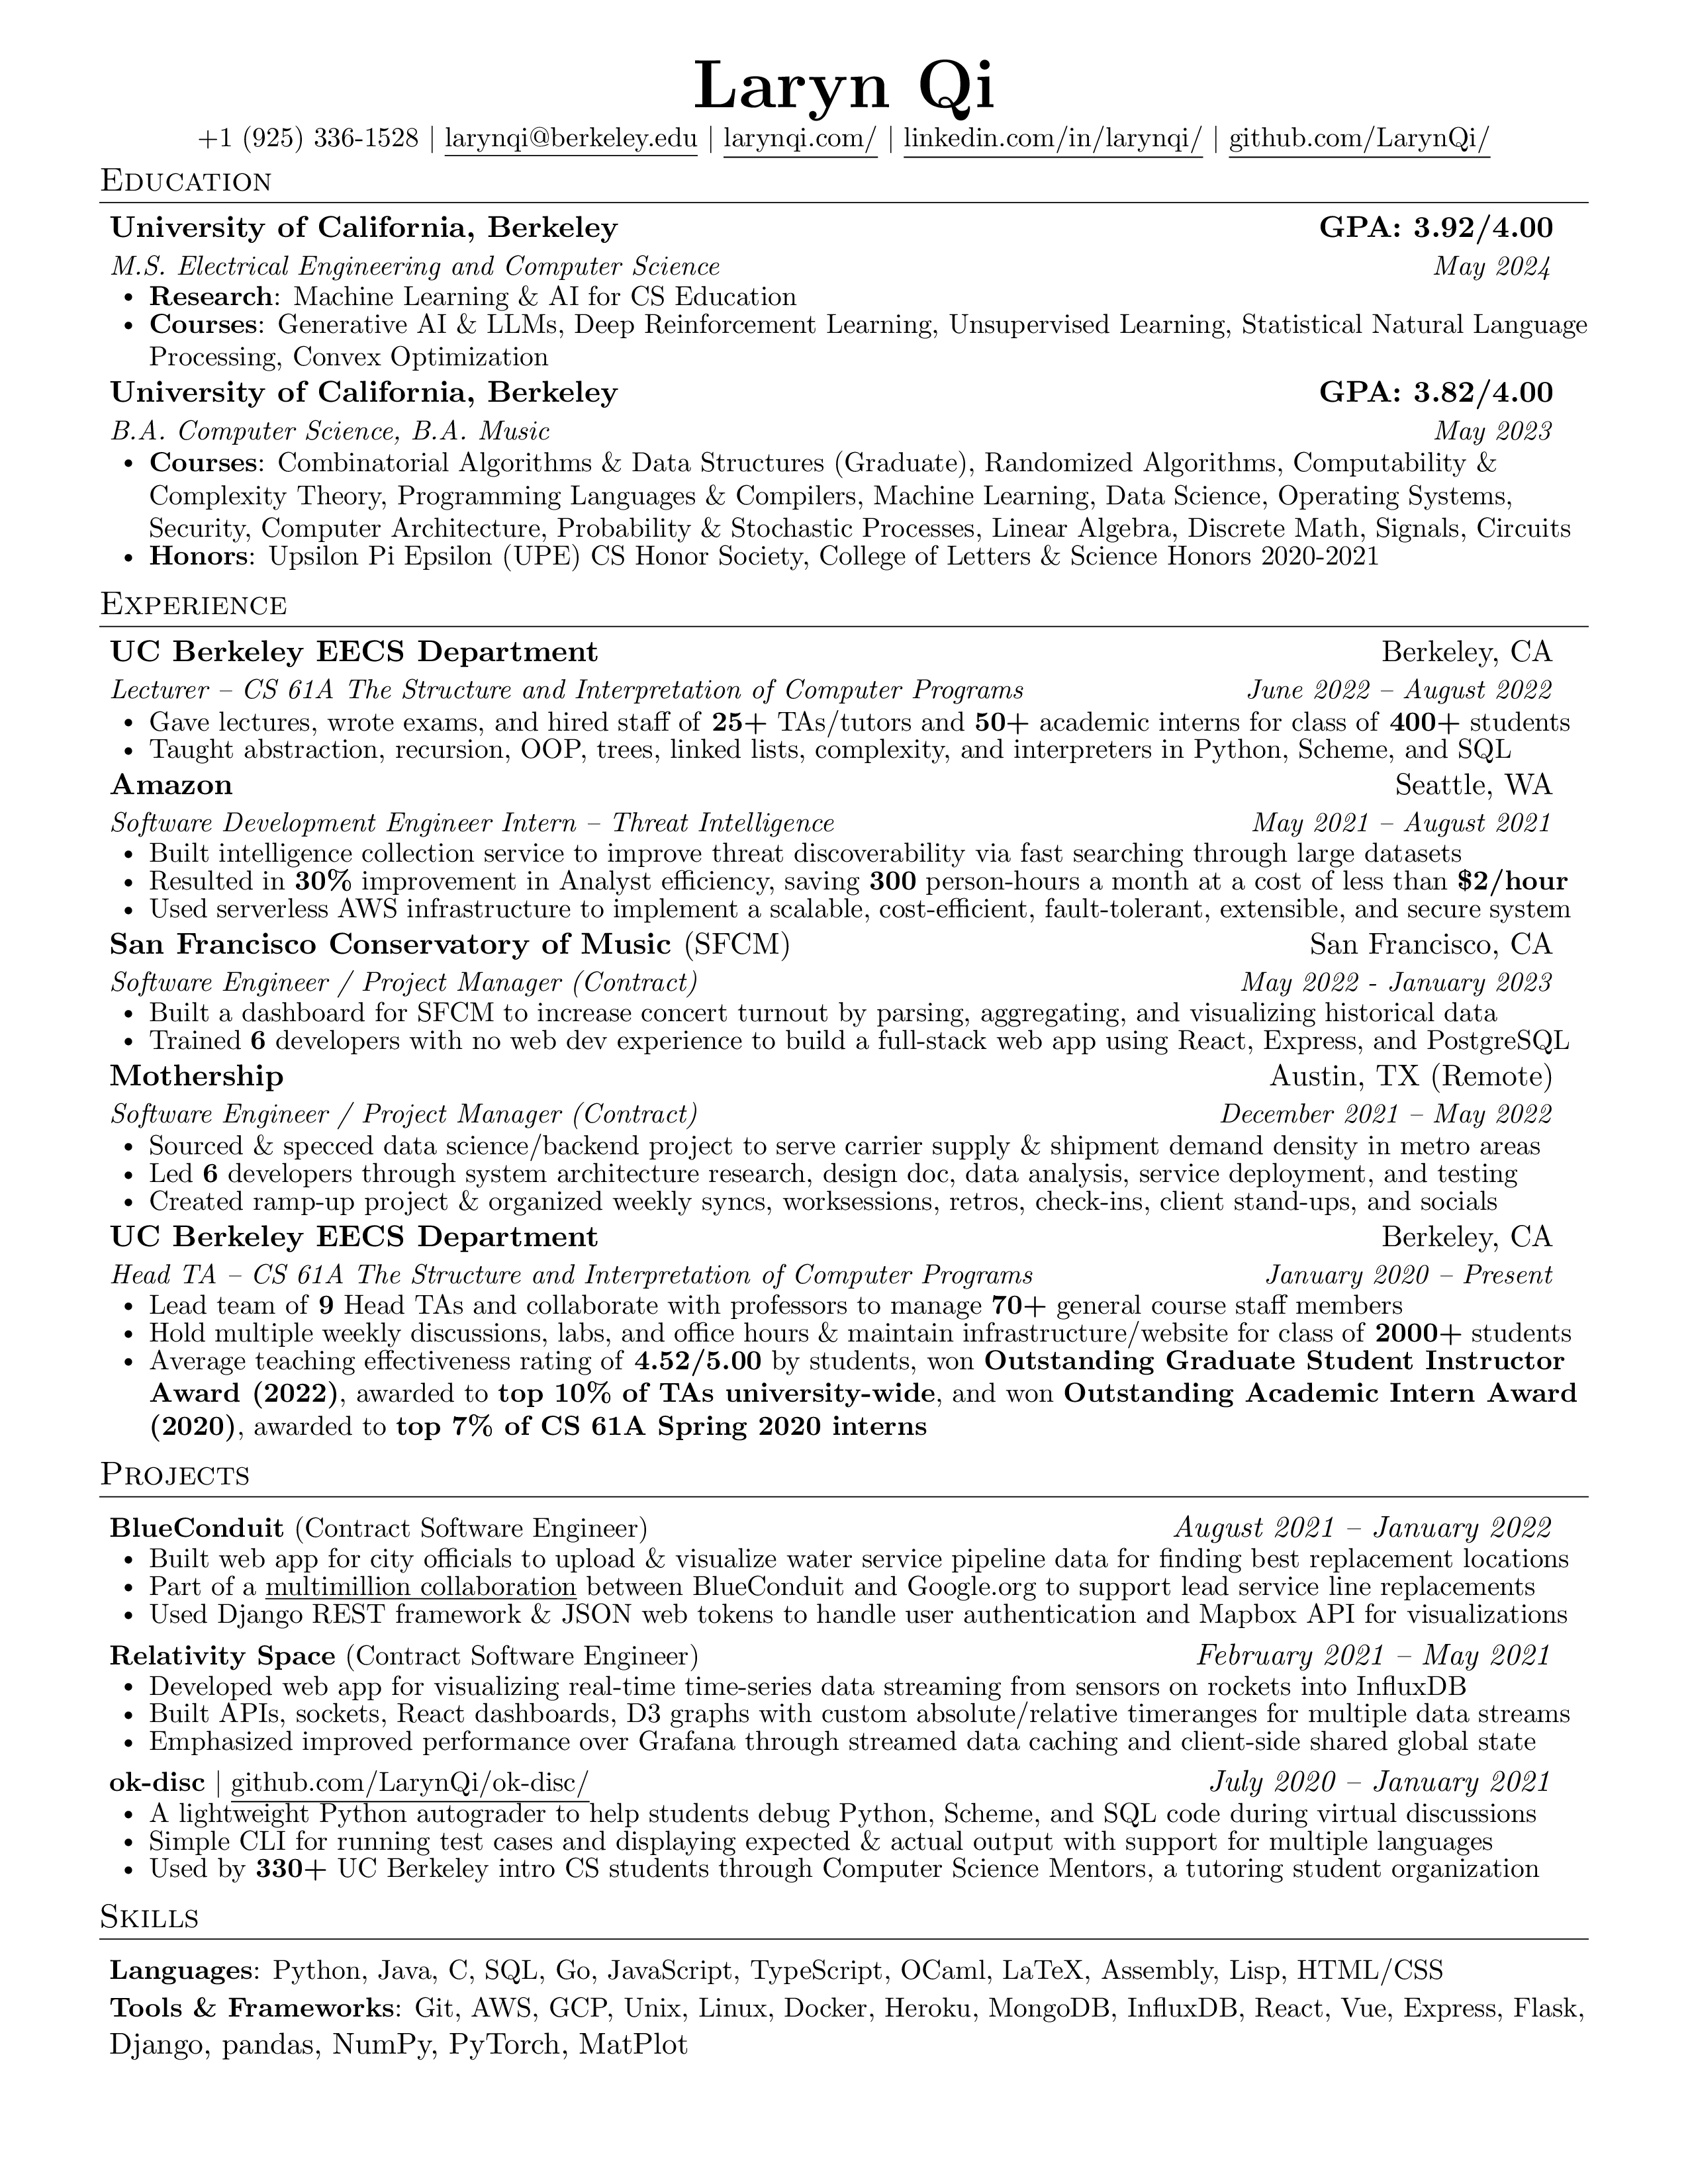 Laryn Qi
+1 (925) 336-1528 | larynqi@berkeley.edu | larynqi.com/ | linkedin.com/in/larynqi/ | github.com/LarynQi/
Education
University of California, Berkeley GPA: 3.92/4.00
M.S. Electrical Engineering and Computer Science May 2024
• Research: Machine Learning & AI for CS Education
• Courses: Generative AI & LLMs, Deep Reinforcement Learning, Unsupervised Learning, Statistical Natural Language
Processing, Convex Optimization
University of California, Berkeley GPA: 3.82/4.00
B.A. Computer Science, B.A. Music May 2023
• Courses: Combinatorial Algorithms & Data Structures (Graduate), Randomized Algorithms, Computability &
Complexity Theory, Programming Languages & Compilers, Machine Learning, Data Science, Operating Systems,
Security, Computer Architecture, Probability & Stochastic Processes, Linear Algebra, Discrete Math, Signals, Circuits
• Honors: Upsilon Pi Epsilon (UPE) CS Honor Society, College of Letters & Science Honors 2020-2021
Experience
UC Berkeley EECS Department Berkeley, CA
Lecturer – CS 61A The Structure and Interpretation of Computer Programs June 2022 – August 2022
• Gave lectures, wrote exams, and hired staff of 25+ TAs/tutors and 50+ academic interns for class of 400+ students
• Taught abstraction, recursion, OOP, trees, linked lists, complexity, and interpreters in Python, Scheme, and SQL
Amazon Seattle, WA
Software Development Engineer Intern – Threat Intelligence May 2021 – August 2021
• Built intelligence collection service to improve threat discoverability via fast searching through large datasets
• Resulted in 30% improvement in Analyst efficiency, saving 300 person-hours a month at a cost of less than $2/hour
• Used serverless AWS infrastructure to implement a scalable, cost-efficient, fault-tolerant, extensible, and secure system
San Francisco Conservatory of Music (SFCM) San Francisco, CA
Software Engineer / Project Manager (Contract) May 2022 - January 2023
• Built a dashboard for SFCM to increase concert turnout by parsing, aggregating, and visualizing historical data
• Trained 6 developers with no web dev experience to build a full-stack web app using React, Express, and PostgreSQL
Mothership Austin, TX (Remote)
Software Engineer / Project Manager (Contract) December 2021 – May 2022
• Sourced & specced data science/backend project to serve carrier supply & shipment demand density in metro areas
• Led 6 developers through system architecture research, design doc, data analysis, service deployment, and testing
• Created ramp-up project & organized weekly syncs, worksessions, retros, check-ins, client stand-ups, and socials
UC Berkeley EECS Department Berkeley, CA
Head TA – CS 61A The Structure and Interpretation of Computer Programs January 2020 – Present
• Lead team of 9 Head TAs and collaborate with professors to manage 70+ general course staff members
• Hold multiple weekly discussions, labs, and office hours & maintain infrastructure/website for class of 2000+ students
• Average teaching effectiveness rating of 4.52/5.00 by students, won Outstanding Graduate Student Instructor
Award (2022), awarded to top 10% of TAs university-wide, and won Outstanding Academic Intern Award
(2020), awarded to top 7% of CS 61A Spring 2020 interns
Projects
BlueConduit (Contract Software Engineer) August 2021 – January 2022
• Built web app for city officials to upload & visualize water service pipeline data for finding best replacement locations
• Part of a multimillion collaboration between BlueConduit and Google.org to support lead service line replacements
• Used Django REST framework & JSON web tokens to handle user authentication and Mapbox API for visualizations
Relativity Space (Contract Software Engineer) February 2021 – May 2021
• Developed web app for visualizing real-time time-series data streaming from sensors on rockets into InfluxDB
• Built APIs, sockets, React dashboards, D3 graphs with custom absolute/relative timeranges for multiple data streams
• Emphasized improved performance over Grafana through streamed data caching and client-side shared global state
ok-disc | github.com/LarynQi/ok-disc/ July 2020 – January 2021
• A lightweight Python autograder to help students debug Python, Scheme, and SQL code during virtual discussions
• Simple CLI for running test cases and displaying expected & actual output with support for multiple languages
• Used by 330+ UC Berkeley intro CS students through Computer Science Mentors, a tutoring student organization
Skills
Languages: Python, Java, C, SQL, Go, JavaScript, TypeScript, OCaml, LaTeX, Assembly, Lisp, HTML/CSS
Tools & Frameworks: Git, AWS, GCP, Unix, Linux, Docker, Heroku, MongoDB, InfluxDB, React, Vue, Express, Flask,
Django, pandas, NumPy, PyTorch, MatPlot